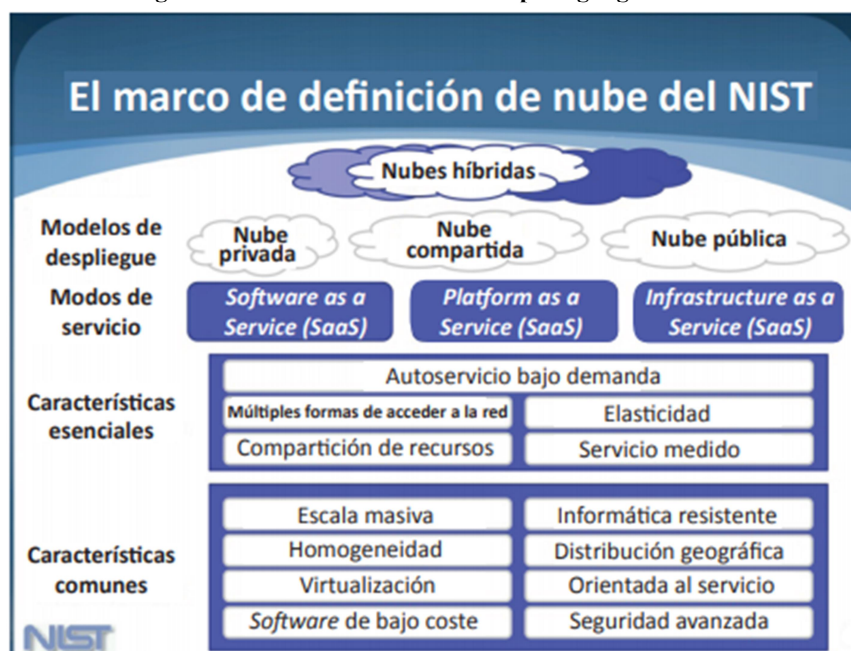 El marco de definición de nube del NIST
Nubes híbridas
Modelos de
despliegue
Nube
privada
Nube
compartida
Nube pública
Modos de
servicio
Software as a
Service (SaaS)
Platform as a
Service (SaaS)
Infrastructure as a
Service (SaaS)
Características
esenciales
Autoservicio bajo demanda
Múltiples formas de acceder a la red
Elasticidad
Compartición de recursos
Servicio medido
Características
comunes
Escala masiva
Informática resistente
Homogeneidad
Distribución geográfica
Virtualización
Orientada al servicio
Software de bajo coste
Seguridad avanzada
NIST